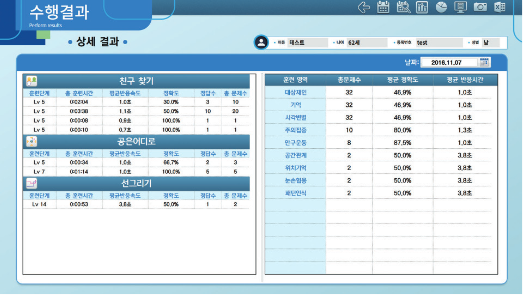 수행결과
Perform results
• 상세 결과 •
• 이름 테스트 • 나이 62세 • 등록번호 test • 성별 남
날짜: 2016.11.07
친구 찾기
훈련단계 총 훈련시간 평균반응속도 정확도 정답수 총 문제수
Lv 5 0:02:04 1.0초 30.0% 3 10
Lv 5 0:03:38 1.1초 50.0% 10 20
Lv 5 0:00:08 0.9초 100.0% 1 1
Lv 5 0:00:10 0.7초 100.0% 1 1
공은어디로
훈련단계 총 훈련시간 평균반응속도 정확도 정답수 총 문제수
Lv 5 0:00:34 1.0초 66.7% 2 3
Lv 7 0:01:14 1.0초 100.0% 5 5
선그리기
훈련단계 총 훈련시간 평균반응속도 정확도 정답수 총 문제수
Lv 14 0:00:53 3.8초 50.0% 1 2
훈련 영역 총문제수 평균 정확도 평균 반응시간
대상재인 32 46.9% 1.0초
기억 32 46.9% 1.0초
시각변별 32 46.9% 1.0초
주의집중 10 80.0% 1.3초
안구운동 8 87.5% 1.0초
공간관계 2 50.0% 3.8초
위치기억 2 50.0% 3.8초
눈손협응 2 50.0% 3.8초
패턴인식 2 50.0% 3.8초